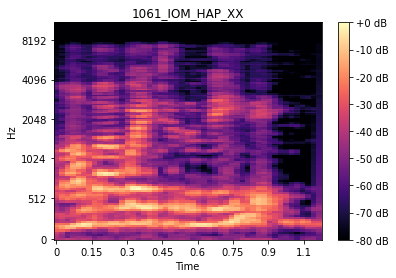 1061_IOM_HAP_XX
Hz
8192
4096
2048
1024
512
0
0 0.15 0.3 0.45 0.6 0.75 0.9 1.1
Time
+0 dB
-10 dB
-20 dB
-30 dB
-40 dB
-50 dB
-60 dB
-70 dB
-80 dB